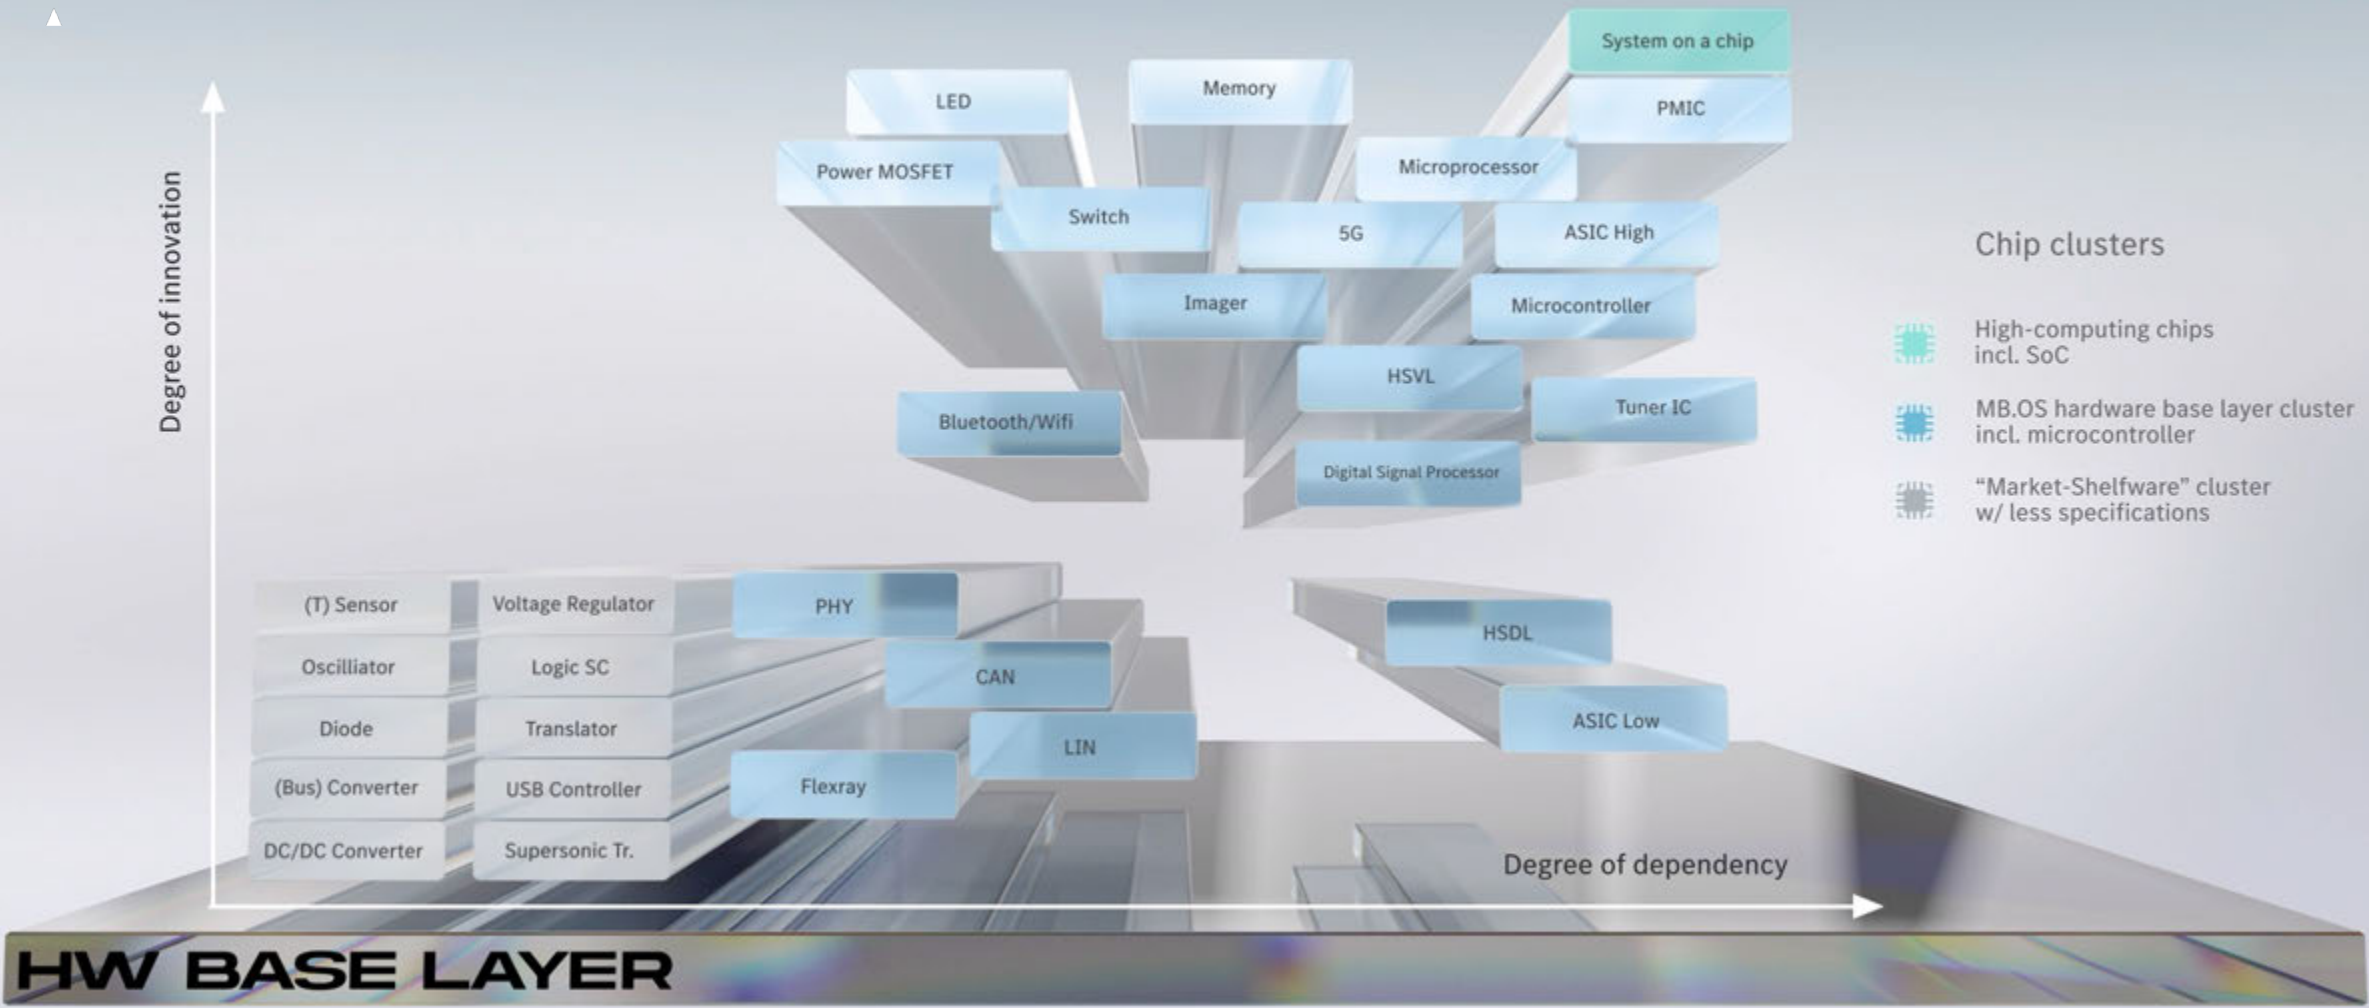 System on a chip
LED
Memory
PMIC
Power MOSFET
Microprocessor
Switch
5G
ASIC High
Imager
Microcontroller
HSVL
Tuner IC
Bluetooth/Wifi
Digital Signal Processor
(T) Sensor
Voltage Regulator
PHY
HSDL
Oscilliator
Logic SC
CAN
Diode
Translator
LIN
ASIC Low
(Bus) Converter
USB Controller
Flexray
DC/DC Converter
Supersonic Tr.
Degree of innovation
Degree of dependency
Chip clusters
High-computing chips
incl. SoC
MB.OS hardware base layer cluster
incl. microcontroller
“Market-Shelfware” cluster
w/ less specifications
HW BASE LAYER